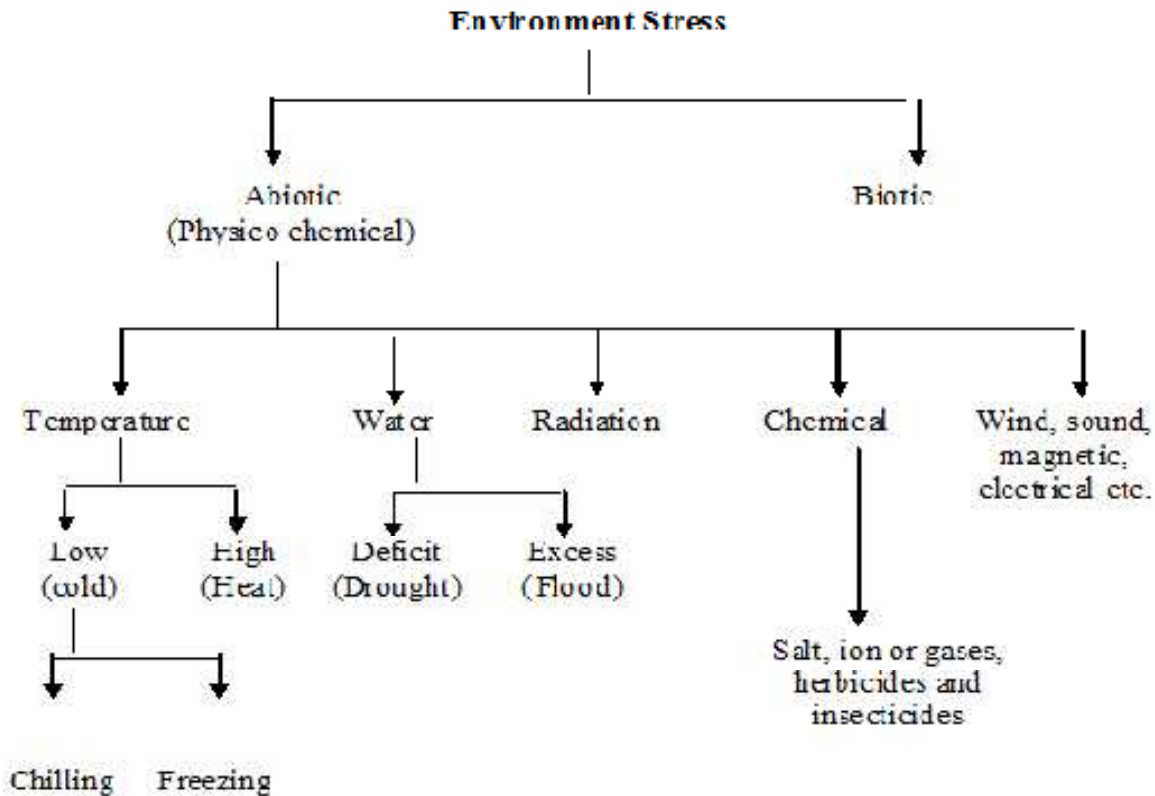 Environment Stress
Abiotic
(Physico chemical)
Biotic
Temperature
Water
Radiation
Chemical
Wind, sound,
magnetic,
electrical etc.
Low
(cold)
High
(Heat)
Deficit
(Drought)
Excess
(Flood)
Salt, ion or gases,
herbicides and
insecticides
Chilling
Freezing